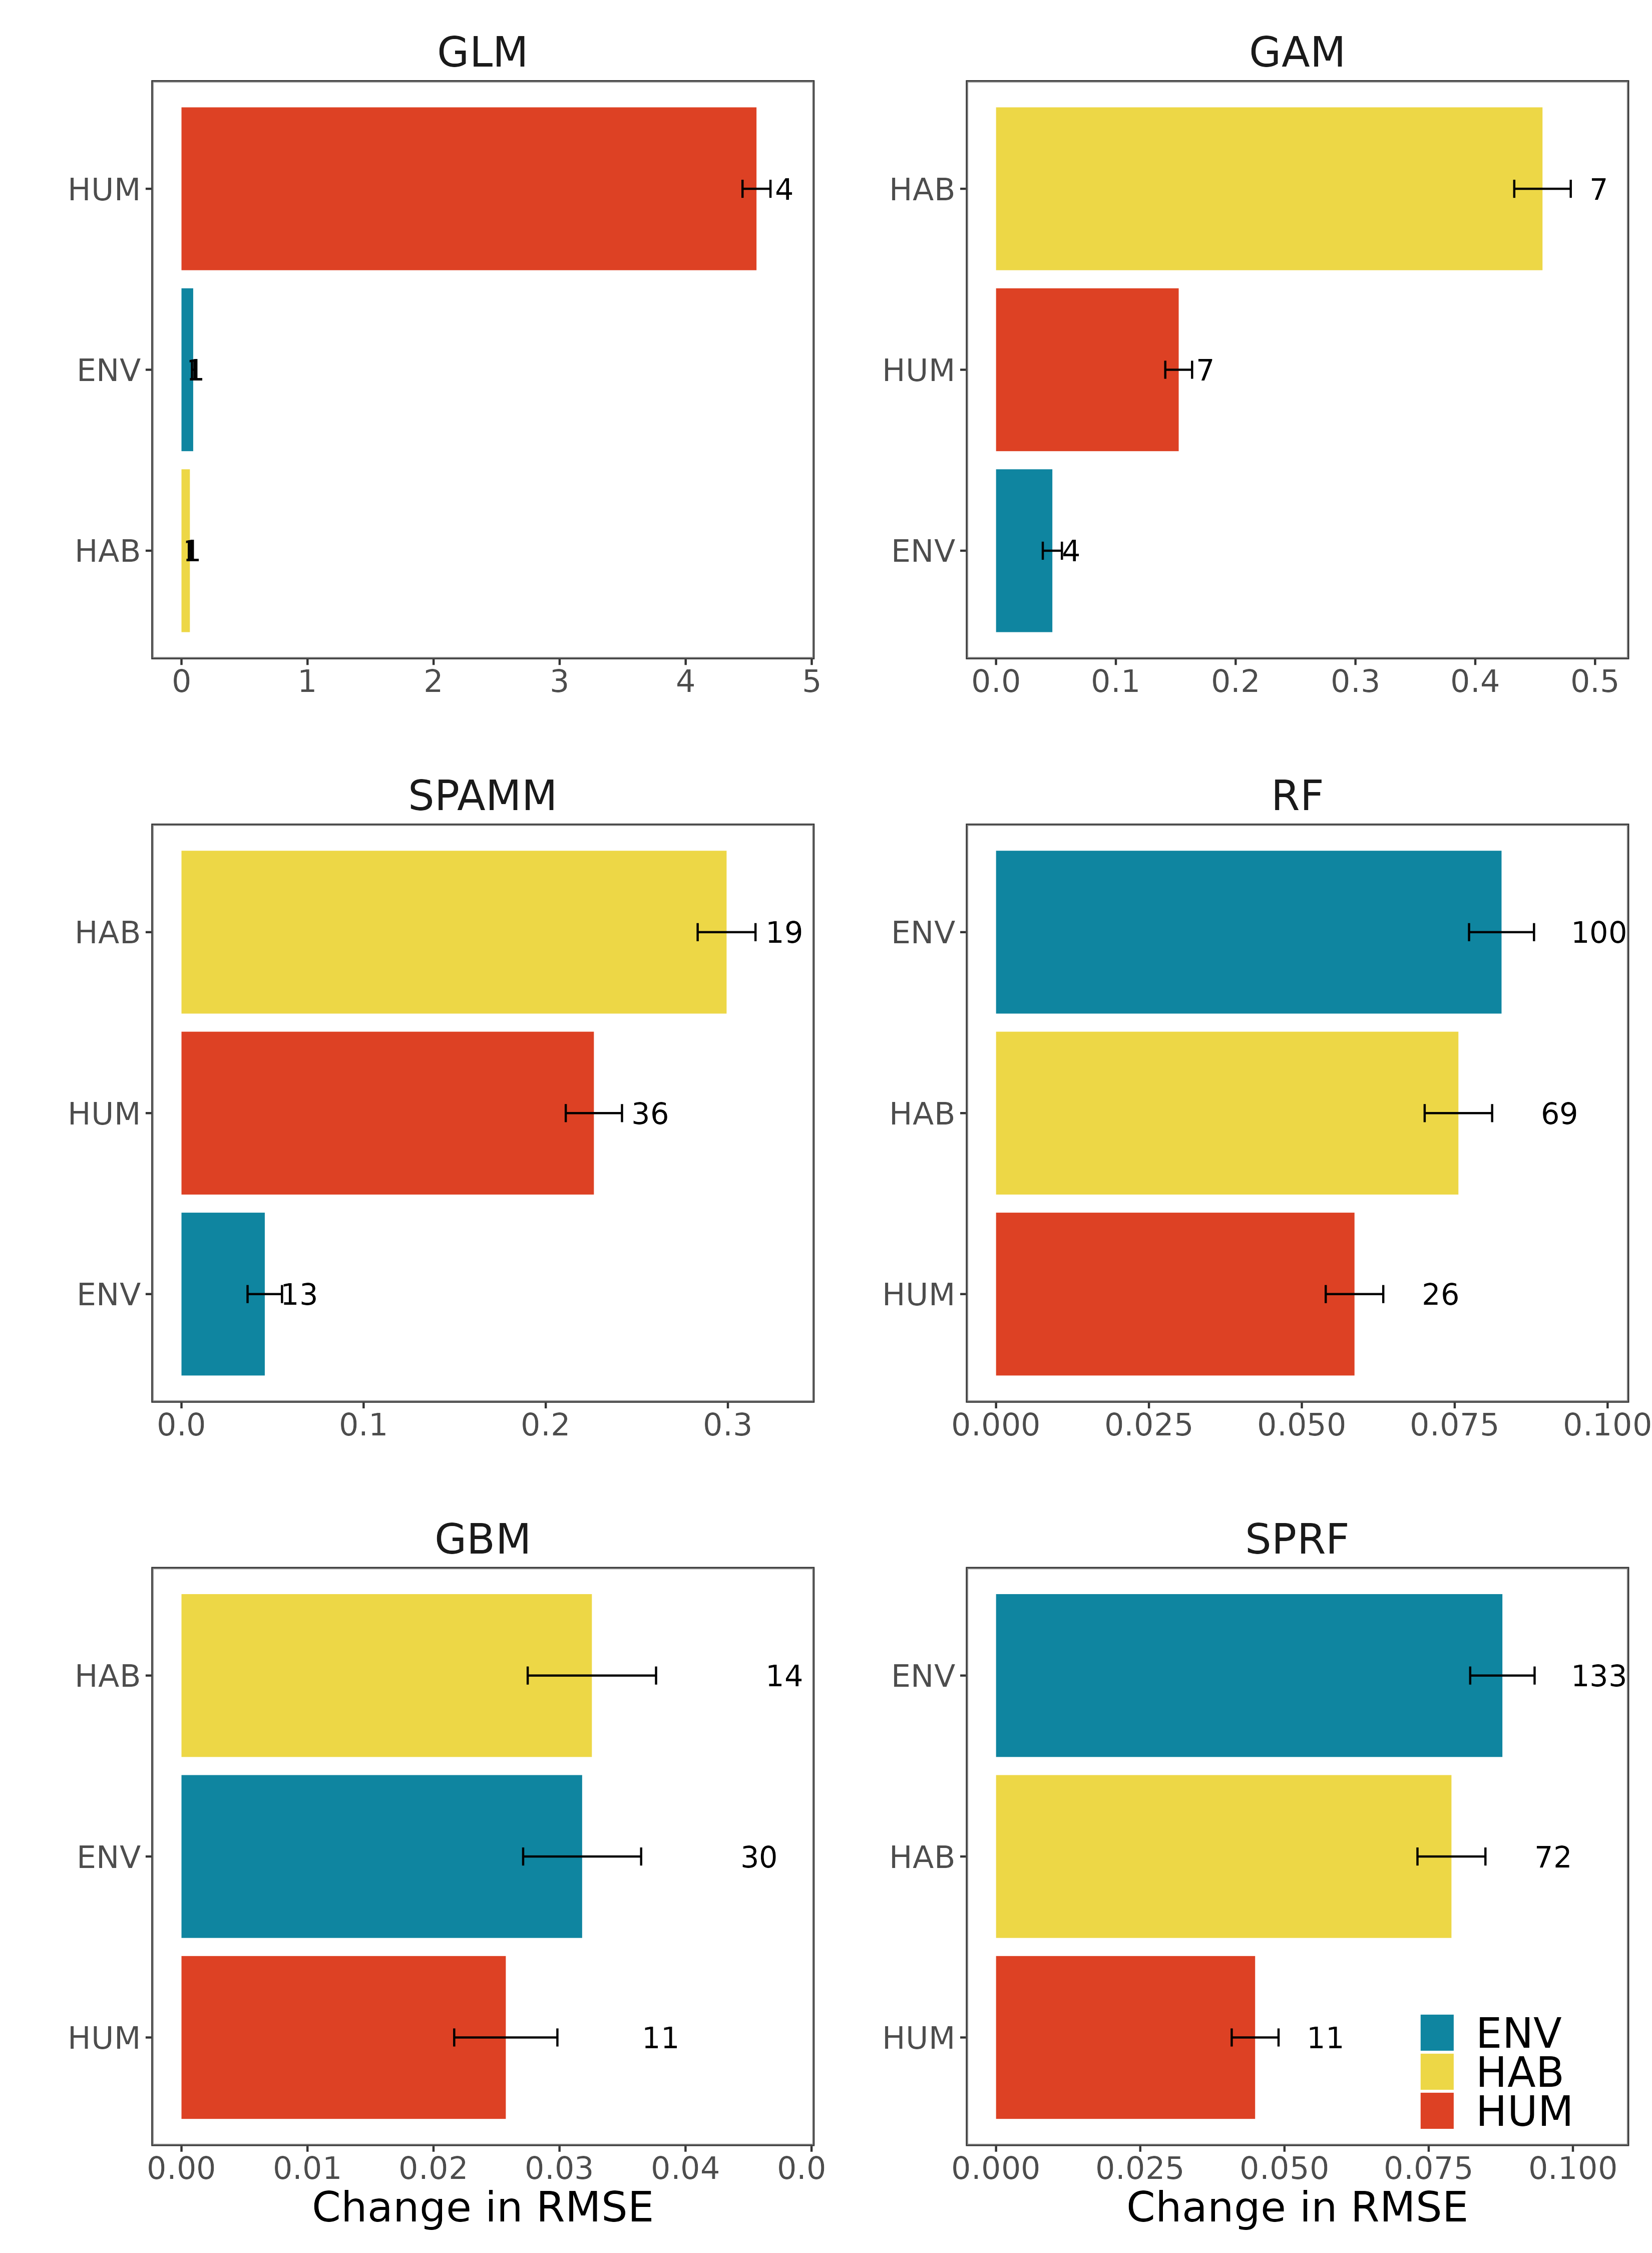 GLM
HUM 4
ENV 1
HAB 1
0 1 2 3 4 5
GAM
HAB 7
HUM 7
ENV 4
0.0 0.1 0.2 0.3 0.4 0.5
SPAMM
HAB 19
HUM 36
ENV 13
0.0 0.1 0.2 0.3
RF
ENV 100
HAB 69
HUM 26
0.000 0.025 0.050 0.075 0.100
GBM
HAB 14
ENV 30
HUM 11
0.00 0.01 0.02 0.03 0.04 0.0
Change in RMSE
SPRF
ENV 133
HAB 72
HUM 11
ENV
HAB
HUM
0.000 0.025 0.050 0.075 0.100
Change in RMSE